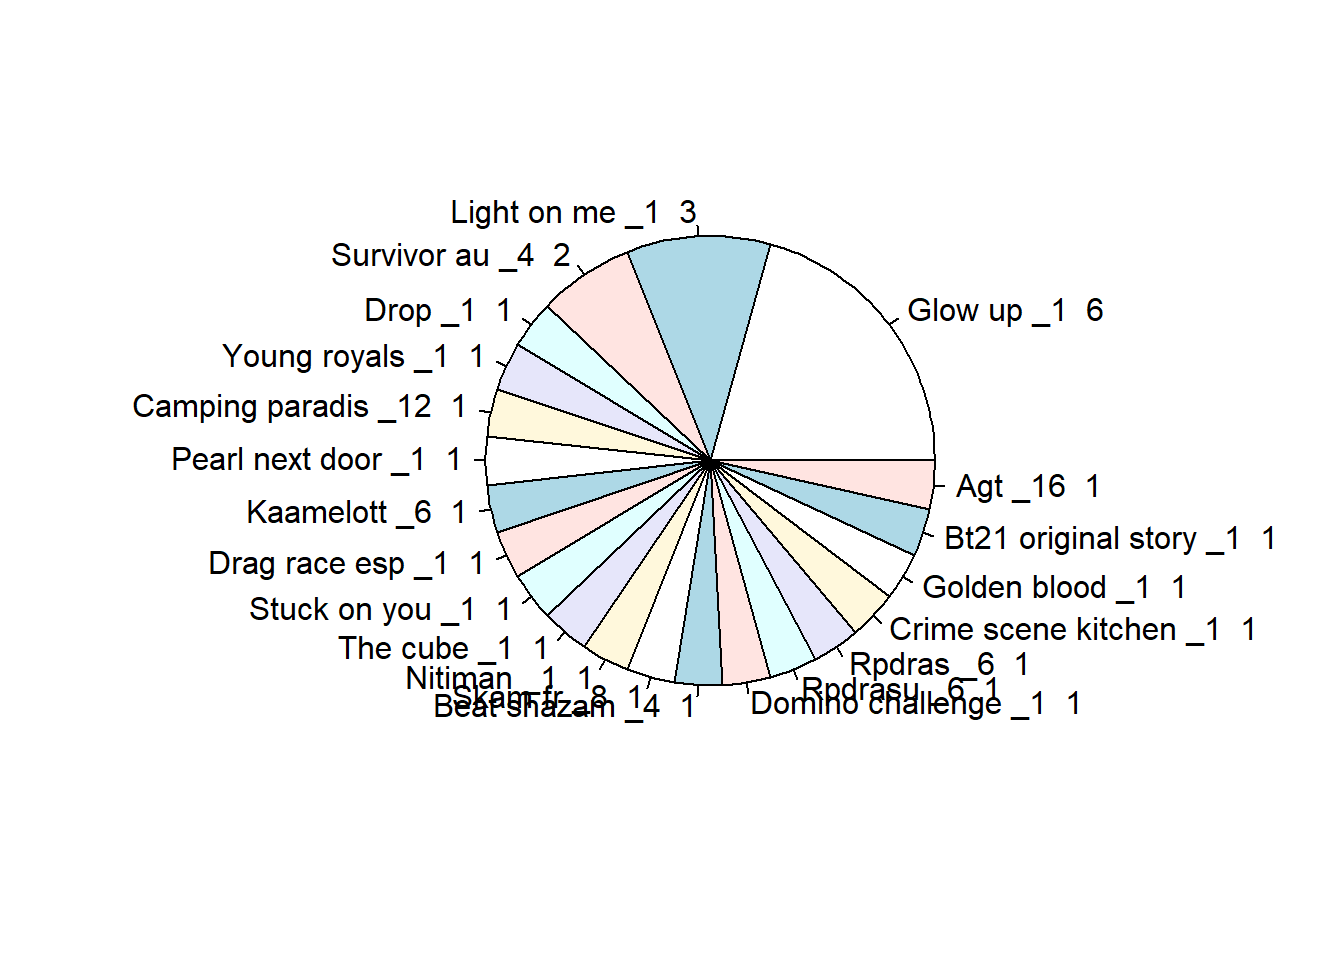 Light on me _1  3
Survivor au _4  2
Drop _1  1
Glow up _1  6
Young royals _1  1
Camping paradis _12  1
Pearl next door _1  1
Agt _16  1
Kaamelott _6  1
Bt21 original story _1  1
Drag race esp _1  1
Golden blood _1  1
Stuck on you _1  1
Crime scene kitchen _1  1
The cube _1  1
Rpdras _6  1
Nitiman _1  1
Rpdrasu _6  1
Skam fr _8  1
Domino challenge _1  1
Beat shazam _4  1